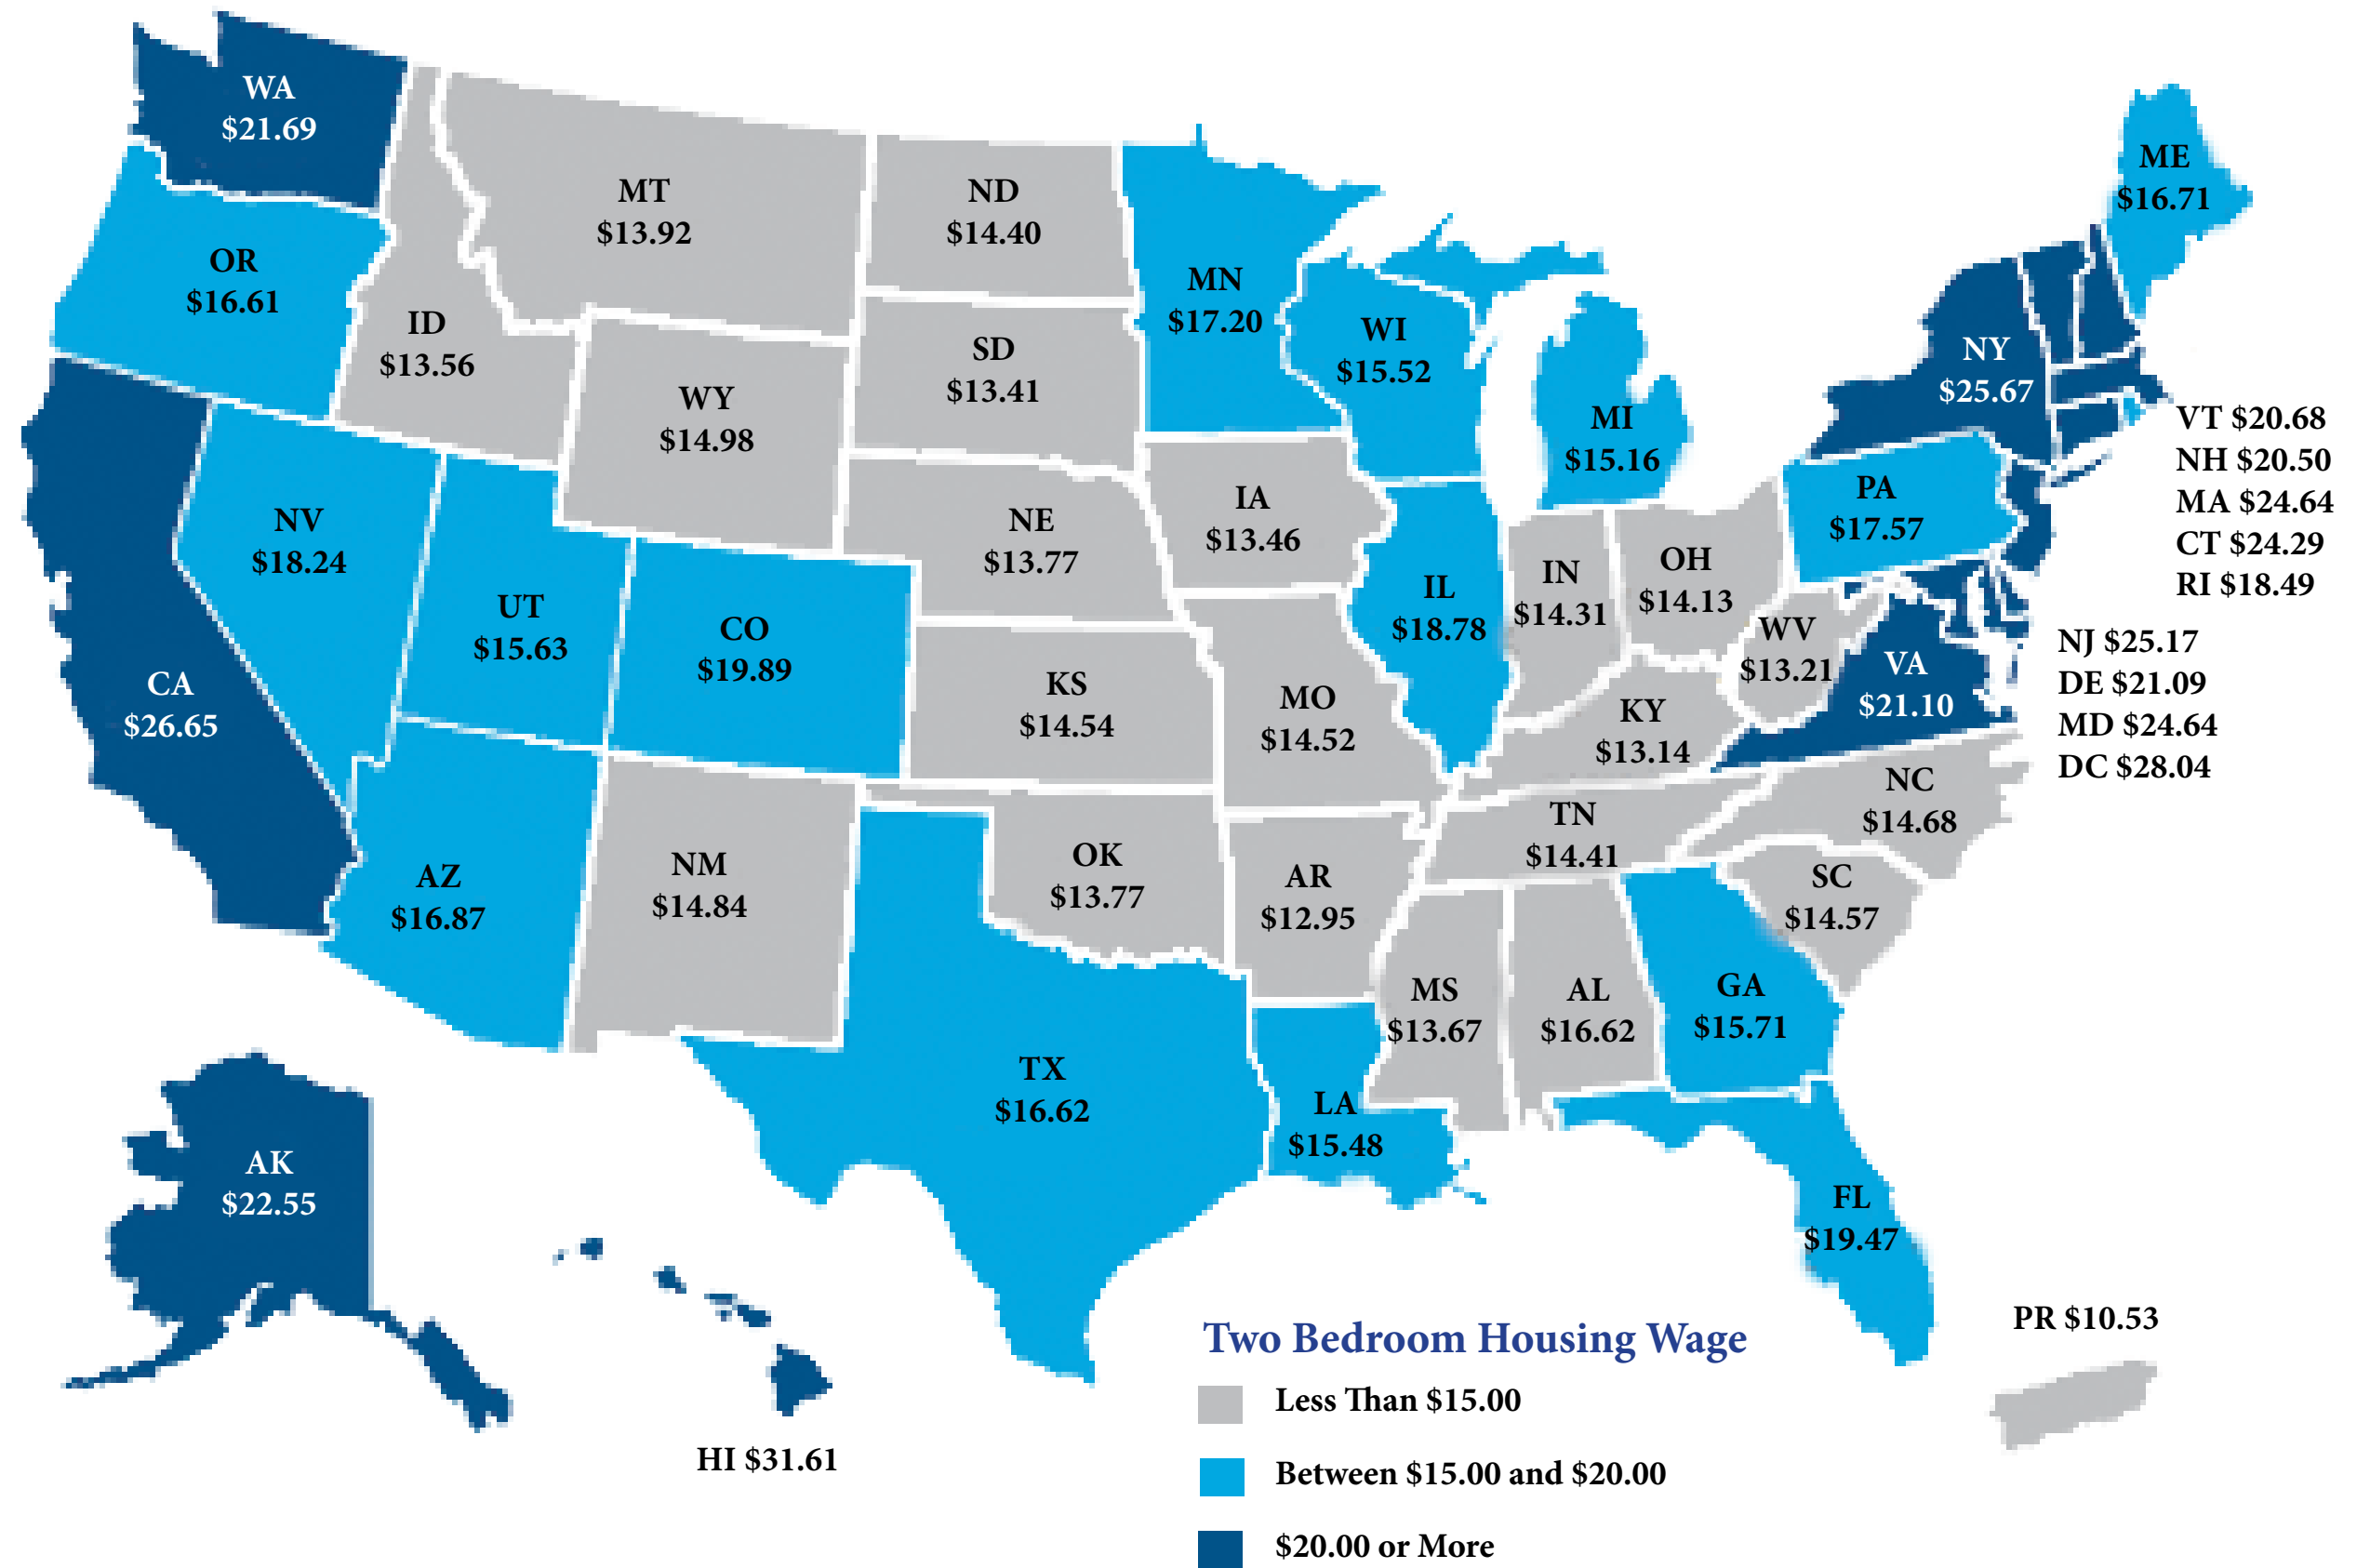 WA
$21.69
OR
$16.61
CA
$26.65
ID
$13.56
NV
$18.24
MT
$13.92
WY
$14.98
UT
$15.63
CO
$19.89
AZ
$16.87
NM
$14.84
ND
$14.40
SD
$13.41
NE
$13.77
KS
$14.54
OK
$13.77
TX
$16.62
MN
$17.20
IA
$13.46
MO
$14.52
AR
$12.95
LA
$15.48
WI
$15.52
IL
$18.78
MI
$15.16
IN
$14.31
OH
$14.13
KY
$13.14
TN
$14.41
MS
$13.67
AL
$16.62
GA
$15.71
FL
$19.47
SC
$14.57
NC
$14.68
WV
$13.21
VA
$21.10
PA
$17.57
NY
$25.67
ME
$16.71
VT $20.68
NH $20.50
MA $24.64
CT $24.29
RI $18.49
NJ $25.17
DE $21.09
MD $24.64
DC $28.04
AK
$22.55
HI $31.61
PR $10.53
Two Bedroom Housing Wage
Less Than $15.00
Between $15.00 and $20.00
$20.00 or More